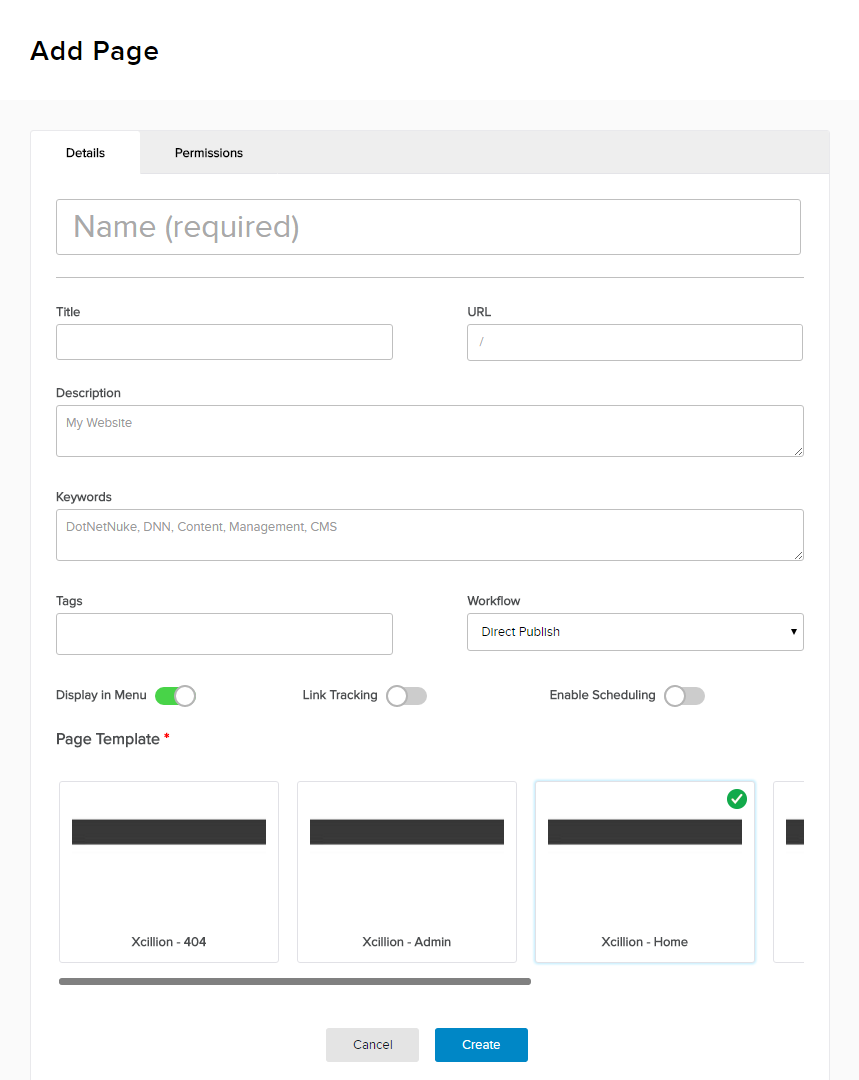 Add Page
Details Permissions
Name (required)
Title URL
/
Description
My Website
Keywords
DotNetNuke, DNN, Content, Management, CMS
Tags Workflow
Direct Publish
Display in Menu Link Tracking Enable Scheduling
Page Template *
Xcillion - 404 Xcillion - Admin Xcillion - Home
Cancel Create